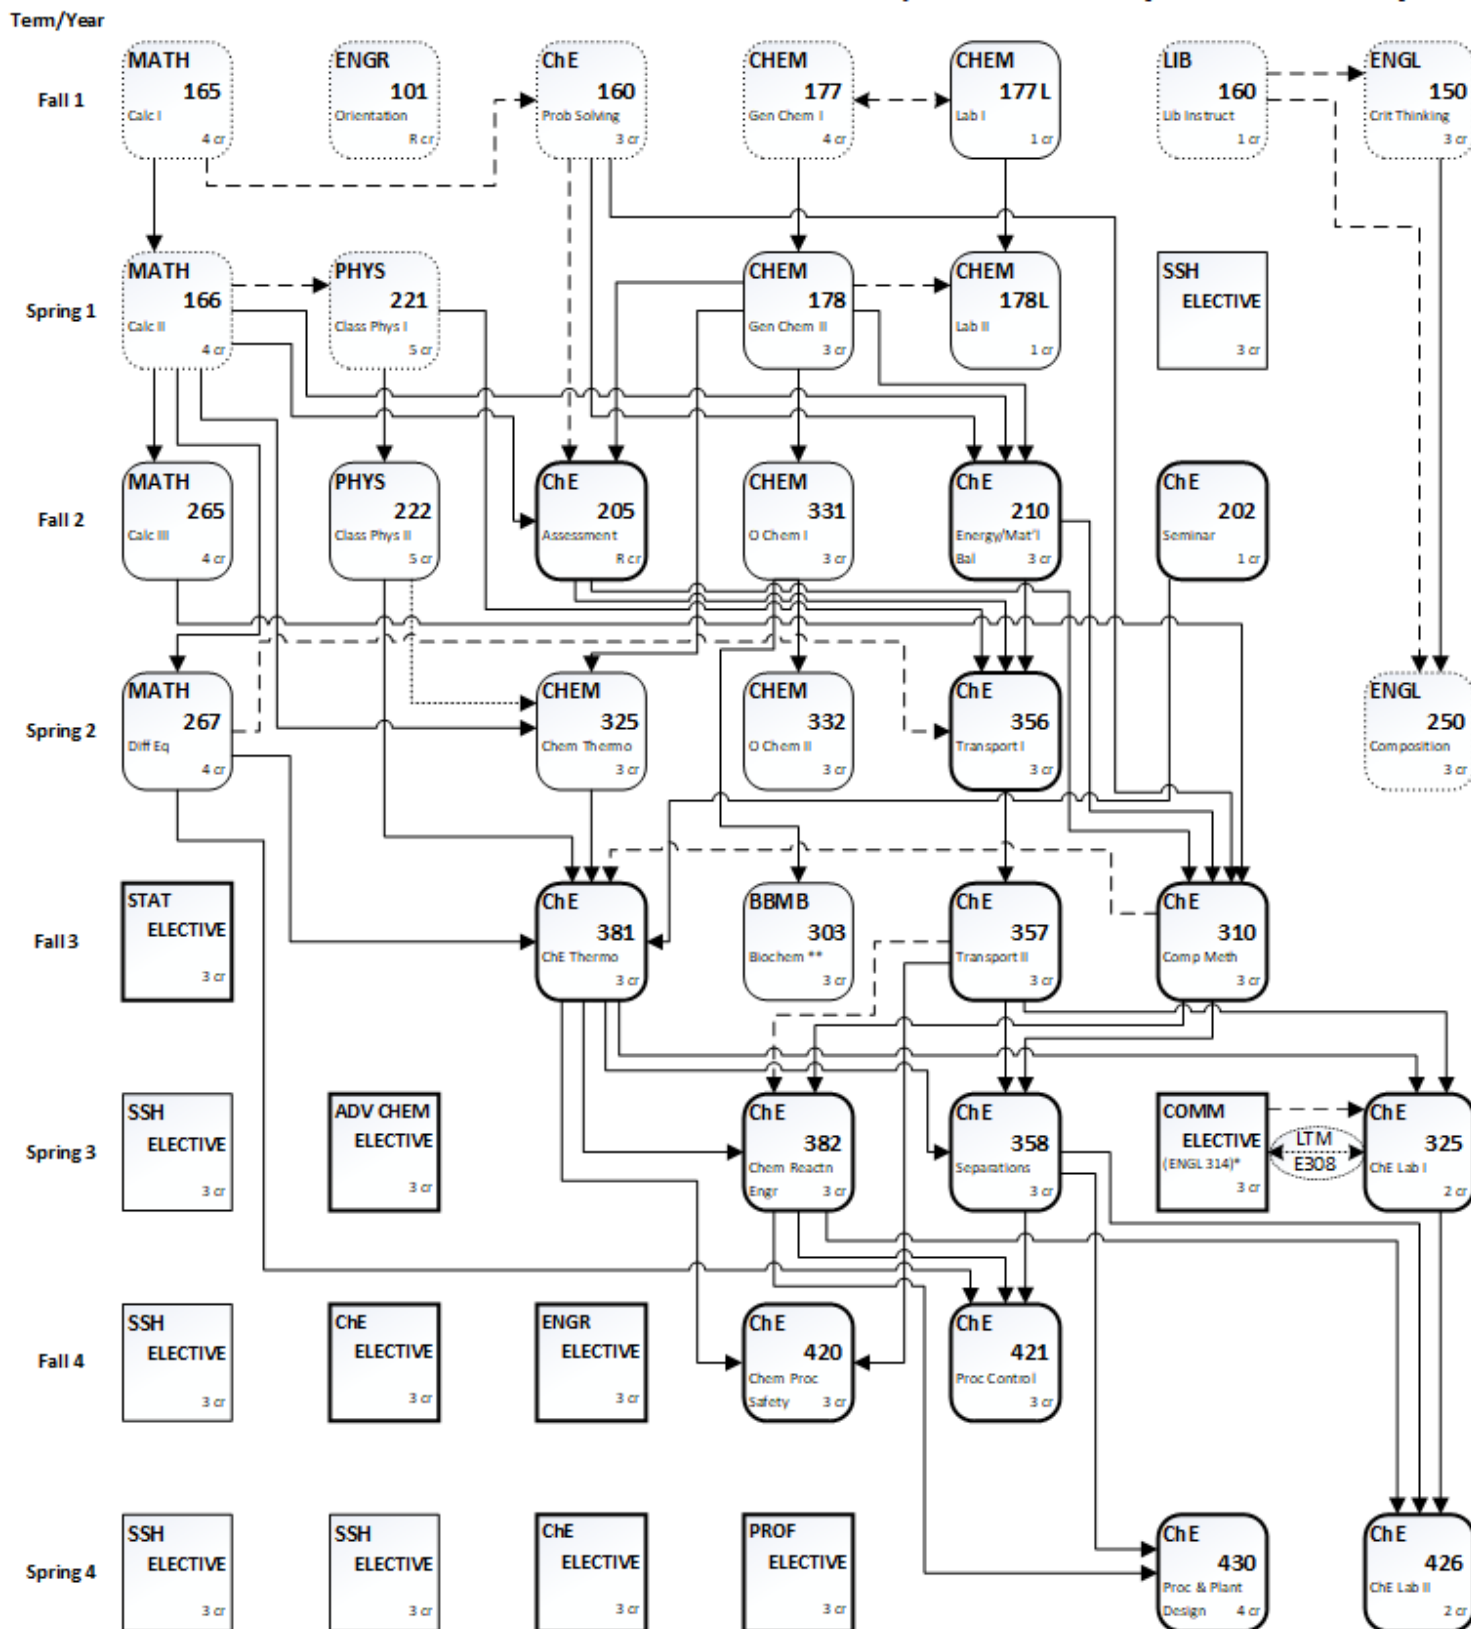 Term/Year
Fall 1
MATH
165
Calc I
4 cr
ENGR
101
Orientation
R cr
ChE
160
Prob Solving
3 cr
CHEM
177
Gen Chem I
4 cr
CHEM
177L
Lab I
1 cr
LIB
160
Lib Instruct
1 cr
ENGL
150
Crit Thinking
3 cr
Spring 1
MATH
166
Calc II
4 cr
PHYS
221
Class Phys I
5 cr
CHEM
178
Gen Chem II
3 cr
CHEM
178L
Lab II
1 cr
SSH
ELECTIVE
3 cr
Fall 2
MATH
265
Calc III
4 cr
PHYS
222
Class Phys II
5 cr
ChE
205
Assessment
R cr
CHEM
331
O Chem I
3 cr
ChE
210
Energy/Mat'l
Bal 3 cr
ChE
202
Seminar
1 cr
Spring 2
MATH
267
Diff Eq
4 cr
CHEM
325
Chem Thermo
3 cr
CHEM
332
O Chem II
3 cr
ChE
356
Transport I
3 cr
ENGL
250
Composition
3 cr
Fall 3
STAT
ELECTIVE
3 cr
ChE
381
ChE Thermo
3 cr
BBMB
303
Biochem **
3 cr
ChE
357
Transport II
3 cr
ChE
310
Comp Meth
3 cr
Spring 3
SSH
ELECTIVE
3 cr
ADV CHEM
ELECTIVE
3 cr
ChE
382
Chem Reactn
Engr 3 cr
ChE
358
Separations
3 cr
COMM
ELECTIVE
(ENGL 314)*
3 cr
LTM
E308
ChE
325
ChE Lab I
2 cr
Fall 4
SSH
ELECTIVE
3 cr
ChE
ELECTIVE
3 cr
ENGR
ELECTIVE
3 cr
ChE
420
Chem Proc
Safety 3 cr
ChE
421
Proc Control
3 cr
Spring 4
SSH
ELECTIVE
3 cr
SSH
ELECTIVE
3 cr
ChE
ELECTIVE
3 cr
PROF
ELECTIVE
3 cr
ChE
430
Proc & Plant
Design 4 cr
ChE
426
ChE Lab II
2 cr